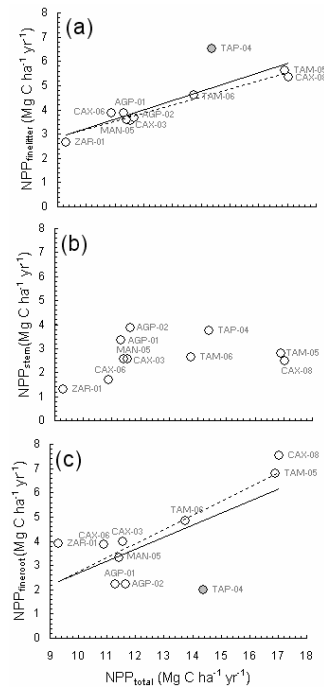 (a)
NPPfinelitter (Mg C ha-1 yr-1)
8
7
6
5
4
3
2
1
0
TAP-04
TAM-05
CAX-08
CAX-06
AGP-01
TAM-06
AGP-02
MAN-05
CAX-03
ZAR-01
(b)
NPPstem(Mg C ha-1 yr-1)
8
7
6
5
4
3
2
1
0
AGP-02
TAP-04
AGP-01
MAN-05
TAM-05
CAX-03
TAM-06
CAX-08
CAX-06
ZAR-01
(c)
NPPfineroot(Mg C ha-1 yr-1)
8
7
6
5
4
3
2
1
0
CAX-08
TAM-05
TAM-06
CAX-06
CAX-03
ZAR-01
MAN-05
AGP-01
AGP-02
TAP-04
9 10 11 12 13 14 15 16 17 18
NPPtotal (Mg C ha-1 yr-1)